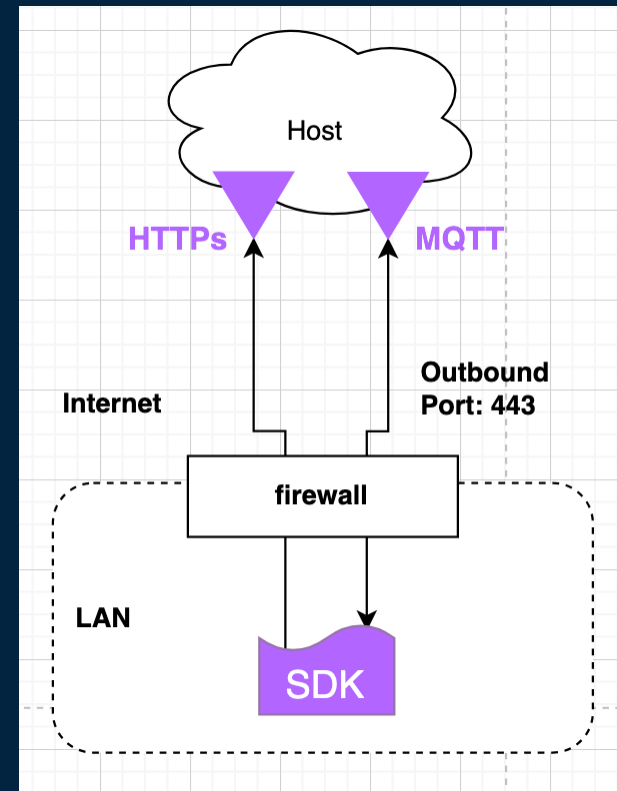 Host
HTTPs
MQTT
Internet
Outbound
Port: 443
firewall
LAN
SDK